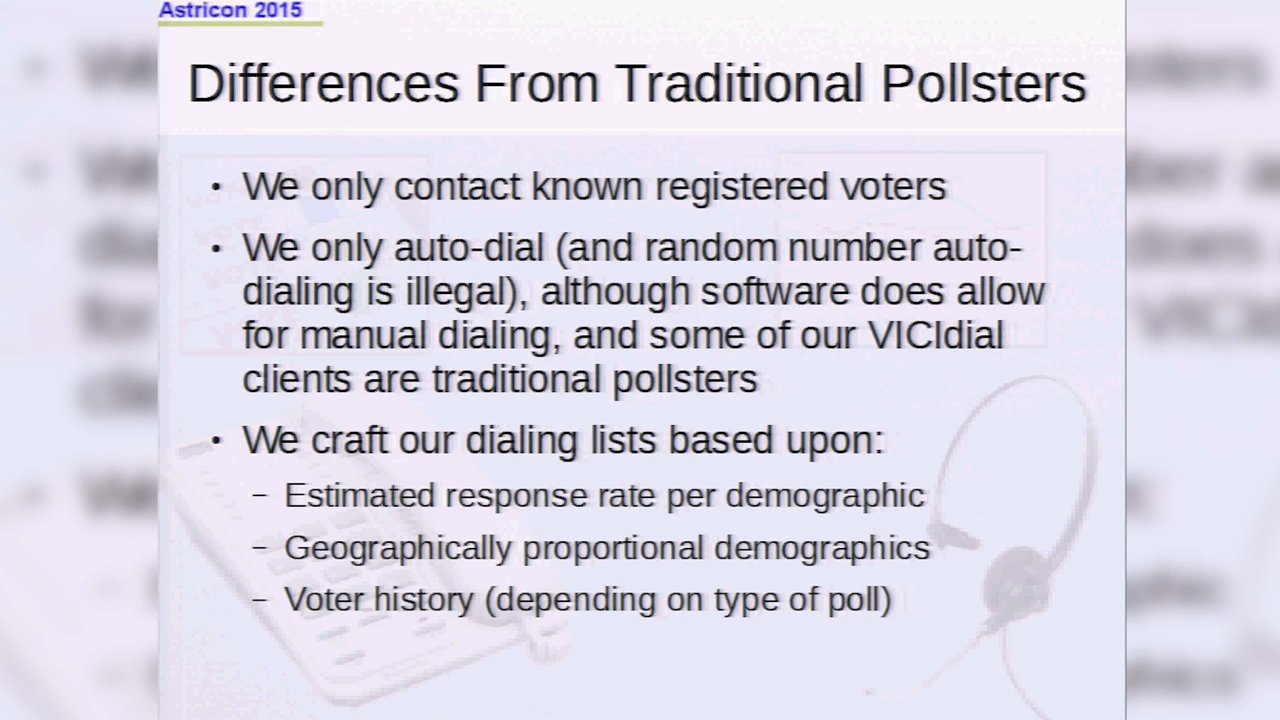 Astricon 2015
Differences From Traditional Pollsters
• We only contact known registered voters
• We only auto-dial (and random number auto-
dialing is illegal), although software does allow
for manual dialing, and some of our VICIdial
clients are traditional pollsters
• We craft our dialing lists based upon:
– Estimated response rate per demographic
– Geographically proportional demographics
– Voter history (depending on type of poll)